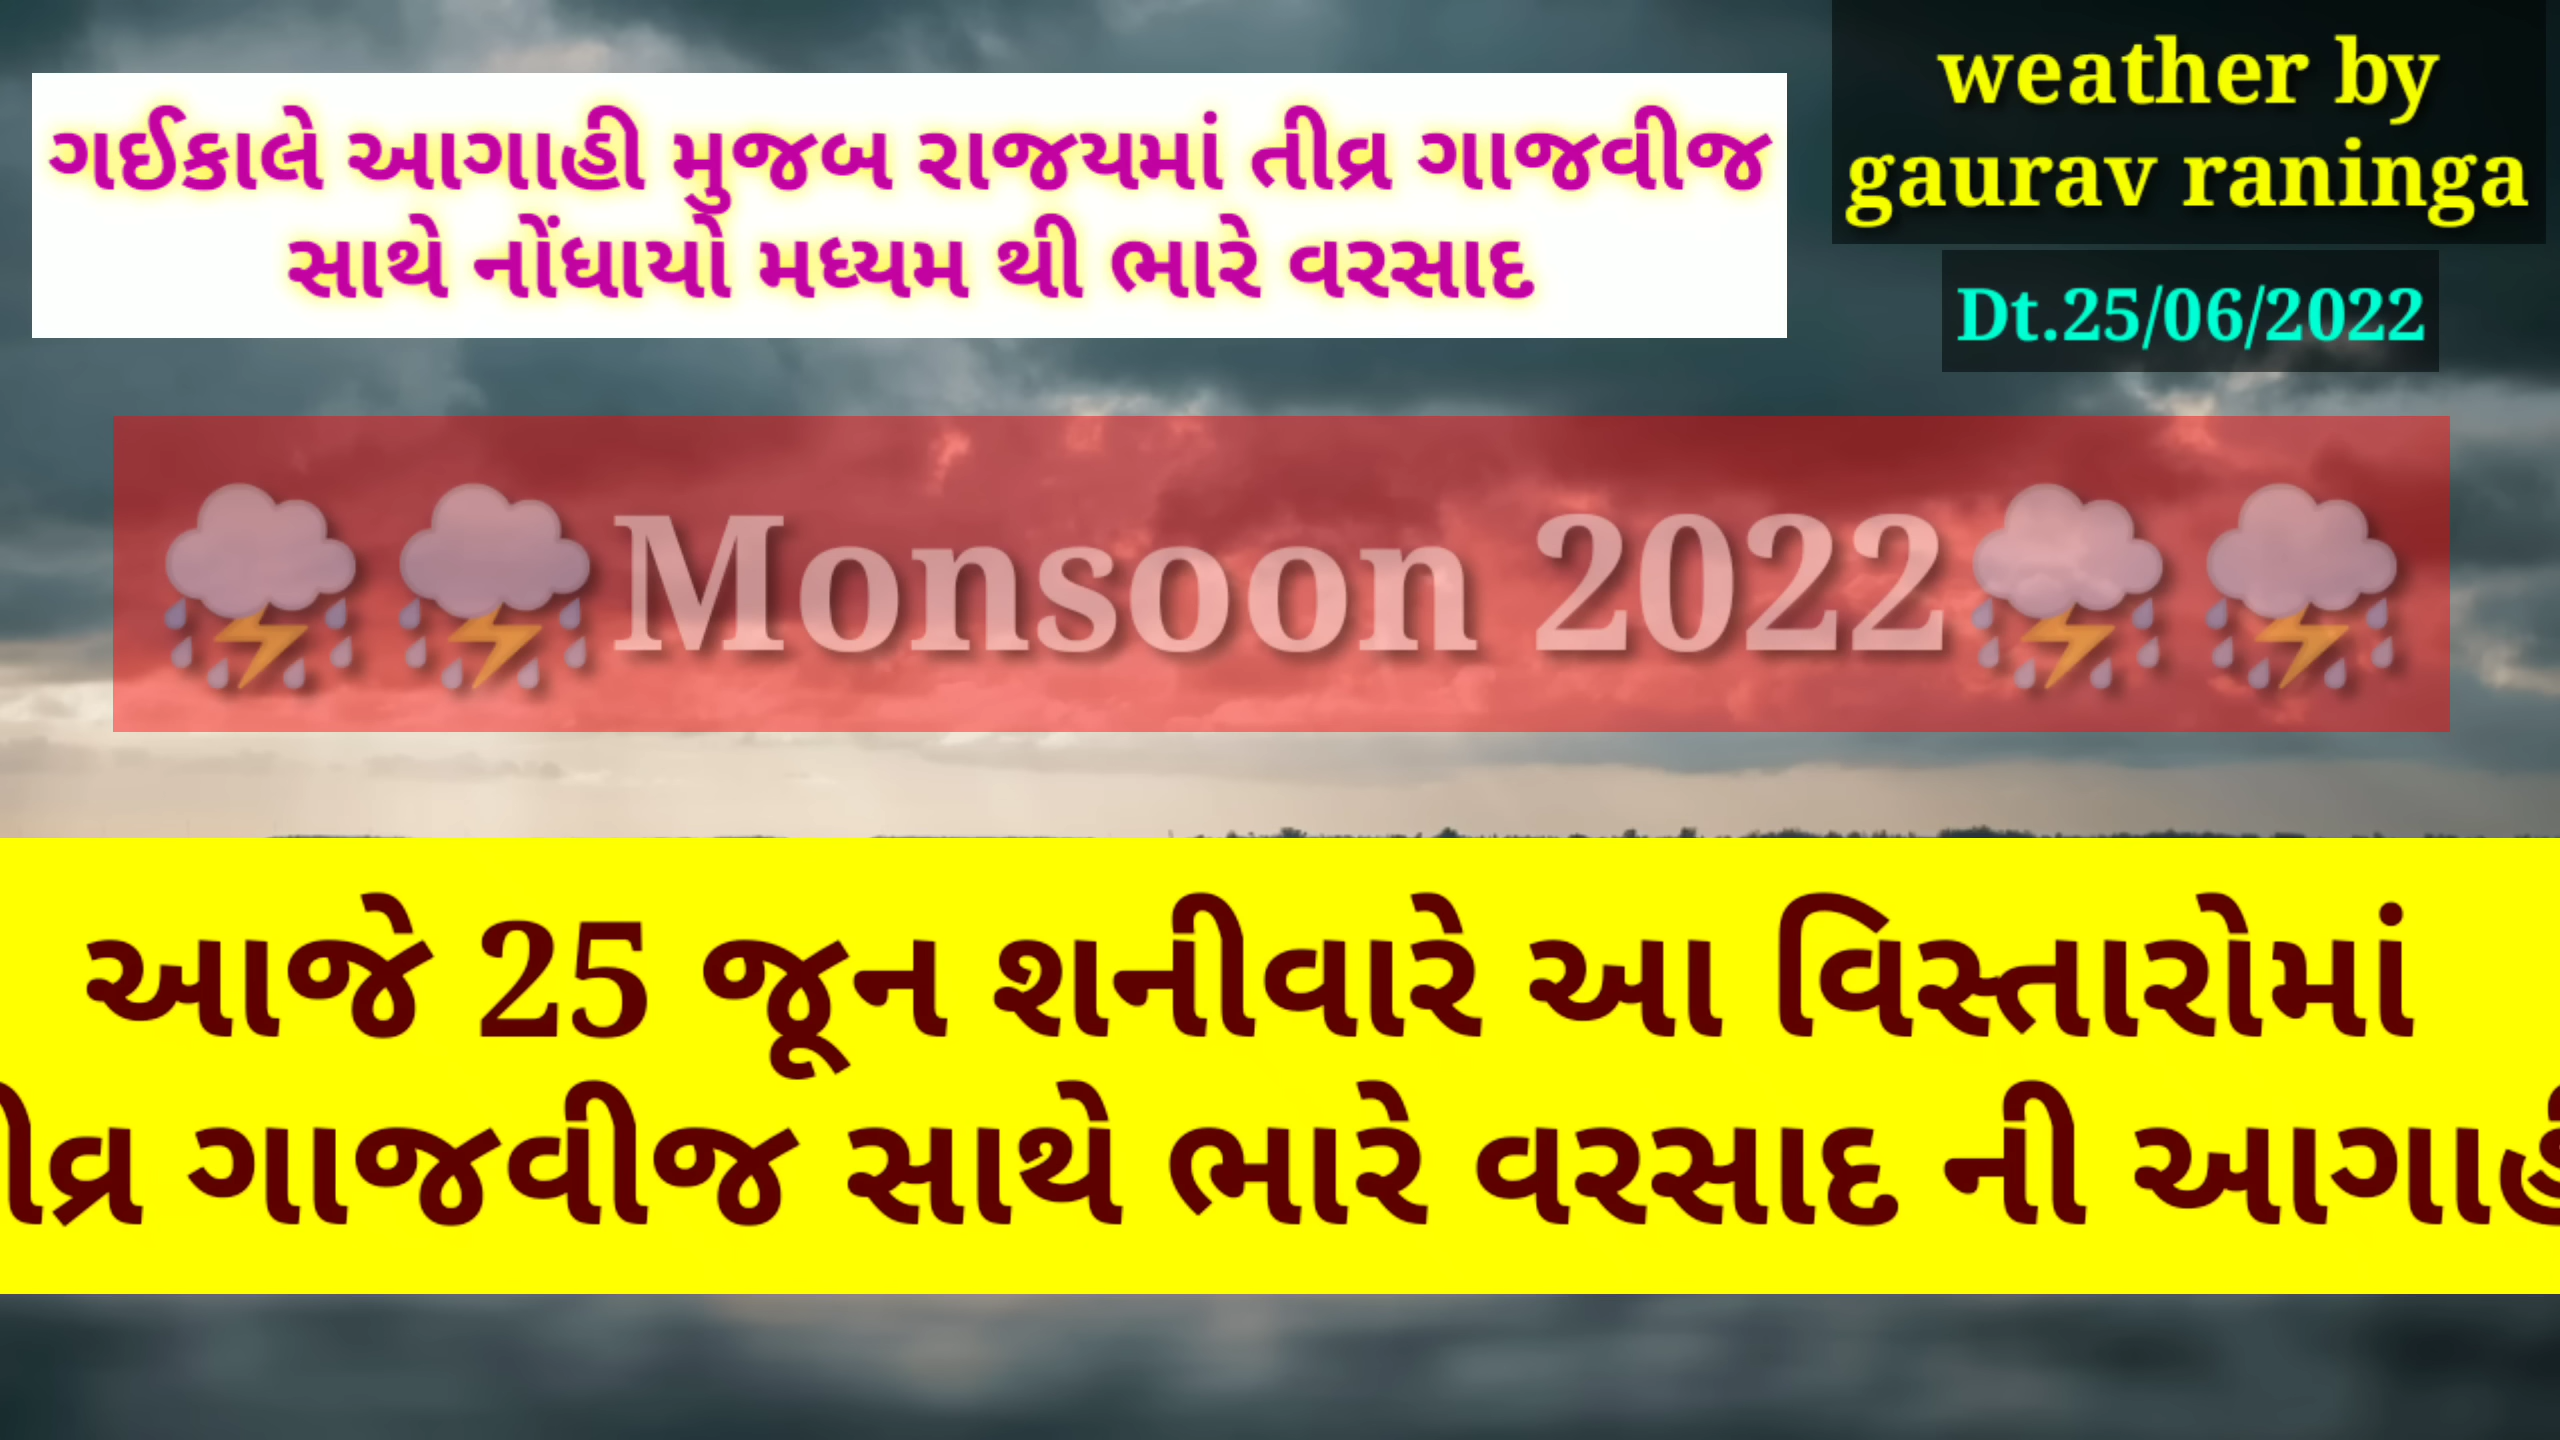 ગઈકાલે આગાહી મુજબ રાજયમાં તીવ્ર ગાજવીજ
સાથે નોંધાયો મધ્યમ થી ભારે વરસાદ
weather by
gaurav raninga
Dt.25/06/2022
Monsoon 2022
આજે 25 જૂન શનીવારે આ વિસ્તારોમાં
તીવ્ર ગાજવીજ સાથે ભારે વરસાદ ની આગાહી